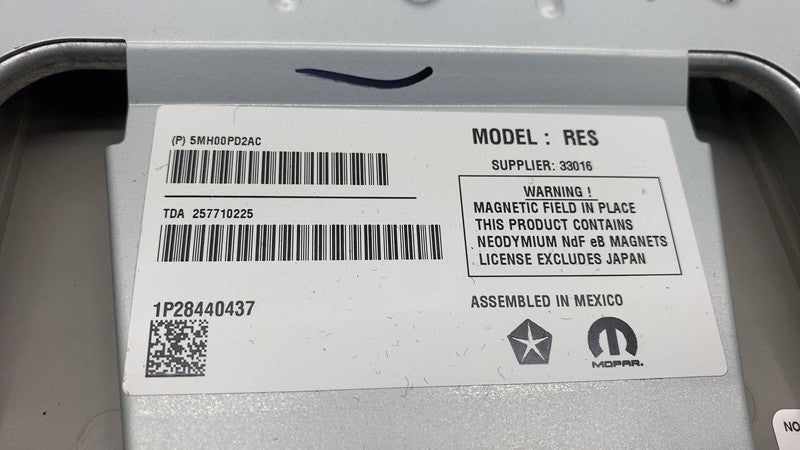 (P) 5MH00PD2AC
TDA 257710225
1P28440437
MODEL : RES
SUPPLIER: 33016
WARNING !
MAGNETIC FIELD IN PLACE
THIS PRODUCT CONTAINS
NEODYMIUM NdF eB MAGNETS
LICENSE EXCLUDES JAPAN
ASSEMBLED IN MEXICO
MOPAR.
NO